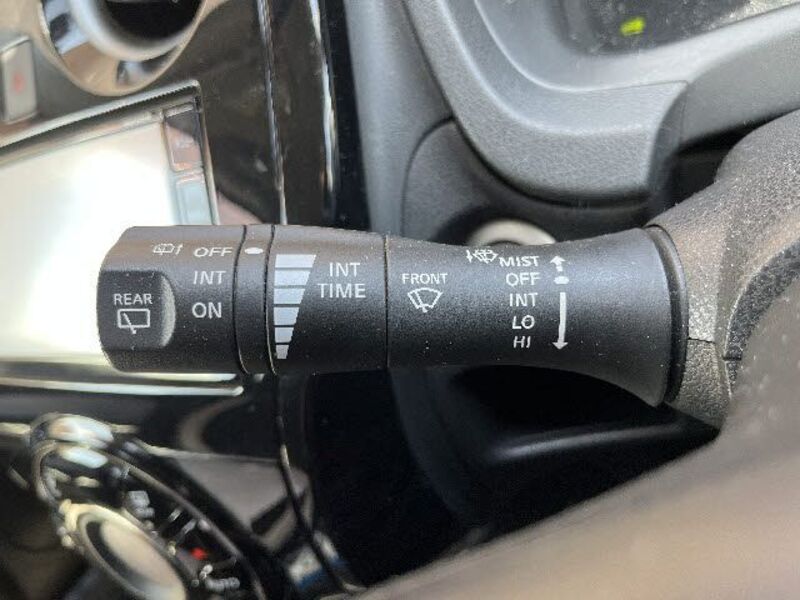 OFF
INT
ON
REAR
INT
TIME
FRONT
MIST
OFF
INT
LO
HI